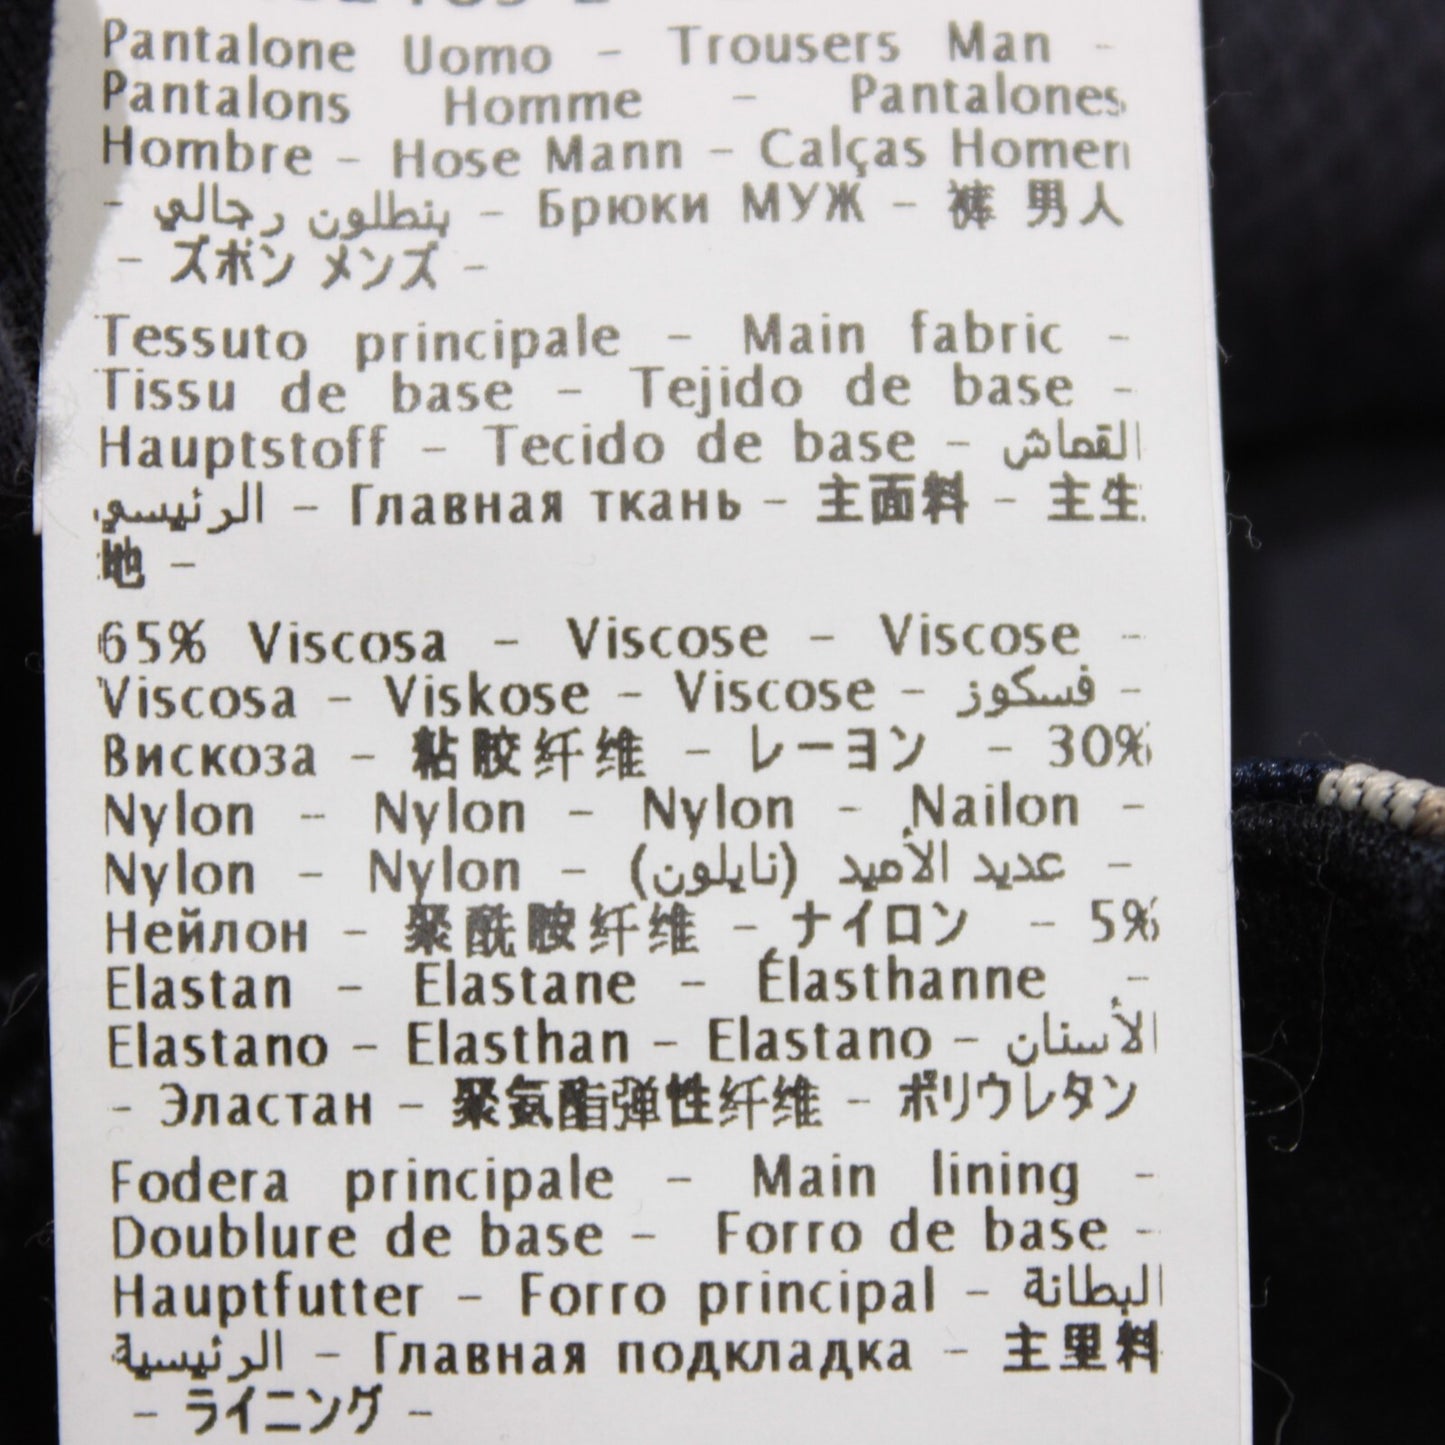 Pantalone Uomo - Trousers Man -
Pantalons Homme - Pantalones
Hombre - Hose Mann - Calças Homem
- بنطلون رجالي - Брюки МУЖ - 裤 男人
- ズボン メンズ -
Tessuto principale - Main fabric -
Tissu de base - Tejido de base -
Hauptstoff - Tecido de base - القماش
الرئيسي - Главная ткань - 主面料 - 主生
地 -
65% Viscosa - Viscose - Viscose -
Viscosa - Viskose - Viscose - فسكوز -
Вискоза - 粘胶纤维 - レーヨン - 30%
Nylon - Nylon - Nylon - Nailon -
Nylon - Nylon - عديد الأميد (نايلون) -
Нейлон - 聚酰胺纤维 - ナイロン - 5%
Elastan - Elastane - Élasthanne -
Elastano - Elasthan - Elastano - الأسنان
- Эластан - 聚氨酯弹性纤维 - ポリウレタン
Fodera principale - Main lining -
Doublure de base - Forro de base -
Hauptfutter - Forro principal - البطانة
الرئيسية - Главная подкладка - 主里料
- ライニング -